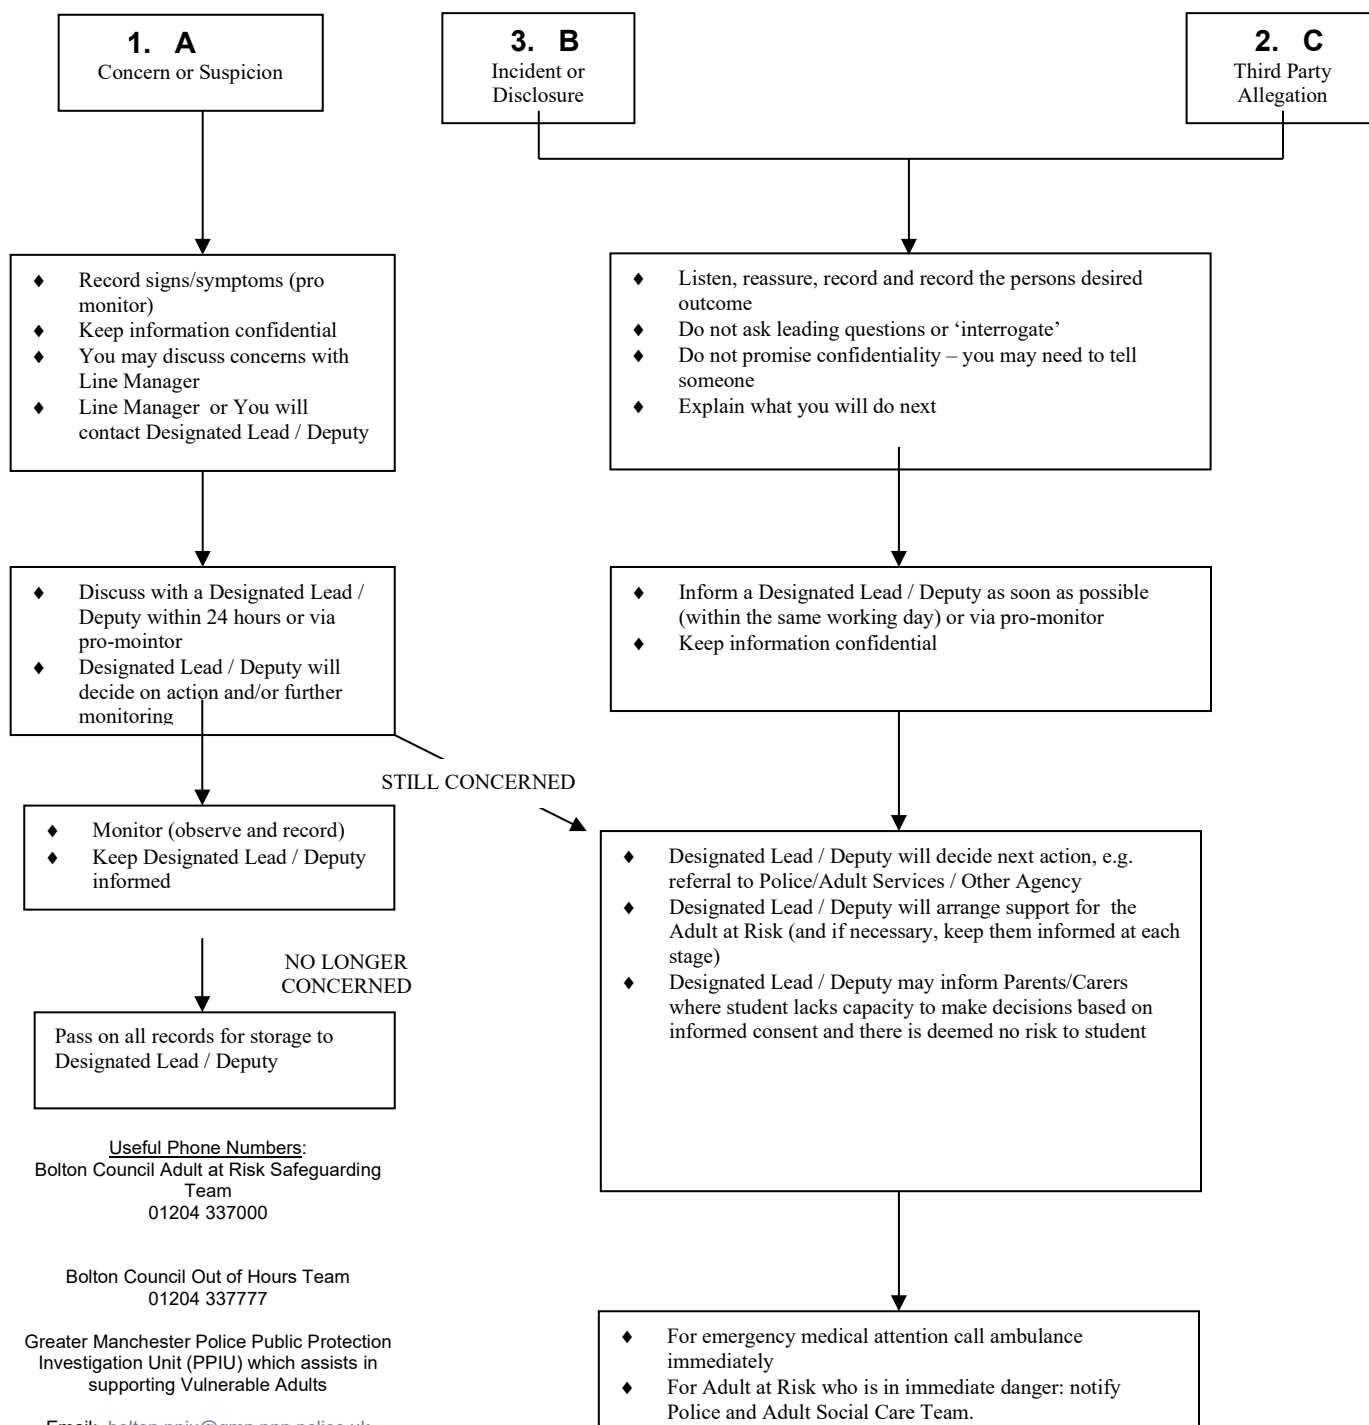 1. A
Concern or Suspicion
3. B
Incident or
Disclosure
2. C
Third Party
Allegation
♦ Record signs/symptoms (pro
monitor)
♦ Keep information confidential
♦ You may discuss concerns with
Line Manager
♦ Line Manager or You will
contact Designated Lead / Deputy
♦ Listen, reassure, record and record the persons desired
outcome
♦ Do not ask leading questions or ‘interrogate’
♦ Do not promise confidentiality – you may need to tell
someone
♦ Explain what you will do next
♦ Discuss with a Designated Lead /
Deputy within 24 hours or via
pro-mointor
♦ Designated Lead / Deputy will
decide on action and/or further
monitoring
♦ Inform a Designated Lead / Deputy as soon as possible
(within the same working day) or via pro-monitor
♦ Keep information confidential
STILL CONCERNED
♦ Monitor (observe and record)
♦ Keep Designated Lead / Deputy
informed
♦ Designated Lead / Deputy will decide next action, e.g.
referral to Police/Adult Services / Other Agency
♦ Designated Lead / Deputy will arrange support for the
Adult at Risk (and if necessary, keep them informed at each
stage)
♦ Designated Lead / Deputy may inform Parents/Carers
where student lacks capacity to make decisions based on
informed consent and there is deemed no risk to student
NO LONGER
CONCERNED
Pass on all records for storage to
Designated Lead / Deputy
Useful Phone Numbers:
Bolton Council Adult at Risk Safeguarding
Team
01204 337000
Bolton Council Out of Hours Team
01204 337777
Greater Manchester Police Public Protection
Investigation Unit (PPIU) which assists in
supporting Vulnerable Adults
♦ For emergency medical attention call ambulance
immediately
♦ For Adult at Risk who is in immediate danger: notify
Police and Adult Social Care Team.
Email: